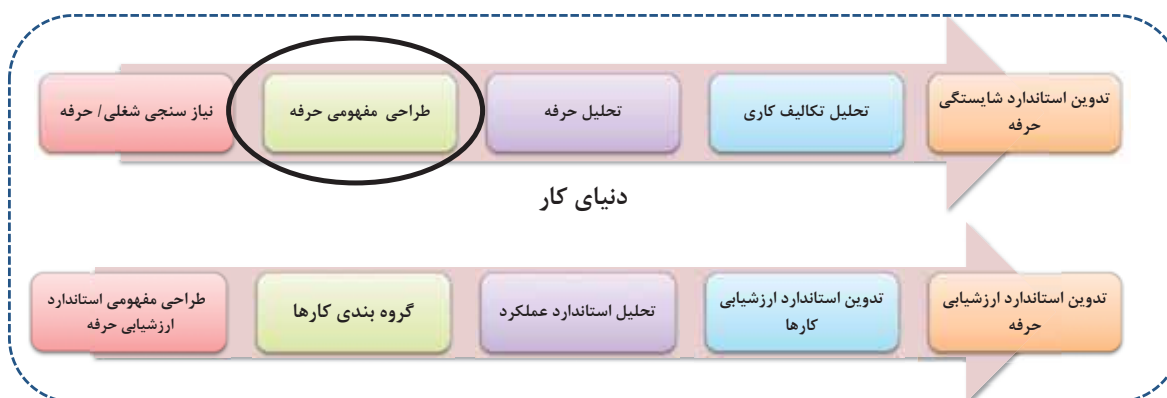 نیاز سنجی شغلی/ حرفه
طراحی مفهومی حرفه
تحلیل حرفه
تحلیل تکالیف کاری
تدوین استاندارد شایستگی
حرفه
دنیای کار
طراحی مفهومی استاندارد
ارزشیابی حرفه
گروه بندی کارها
تحلیل استاندارد عملکرد
تدوین استاندارد ارزشیابی
کارها
تدوین استاندارد ارزشیابی
حرفه